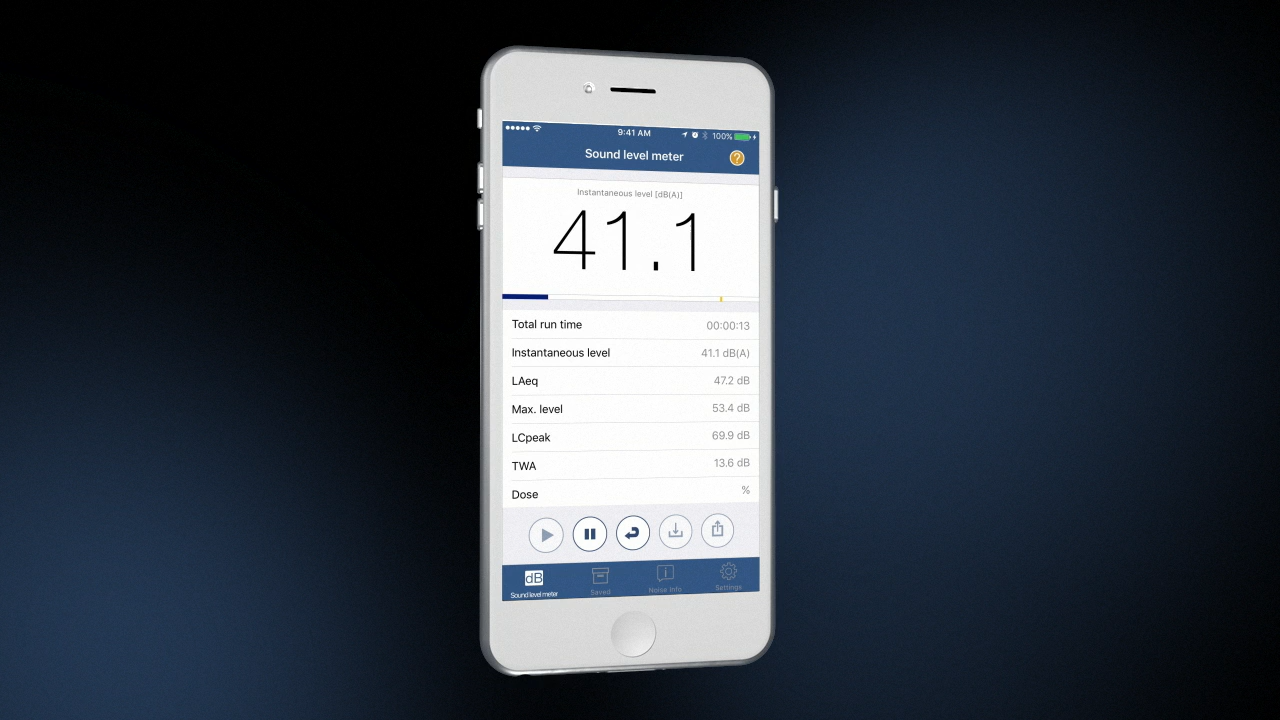 9:41 AM 100%
Sound level meter ?
Instantaneous level [dB(A)]
41.1
Total run time 00:00:13
Instantaneous level 41.1 dB(A)
LAeq 47.2 dB
Max. level 53.4 dB
LCpeak 69.9 dB
TWA 13.6 dB
Dose %
dB
Sound level meter Saved Noise Info Settings